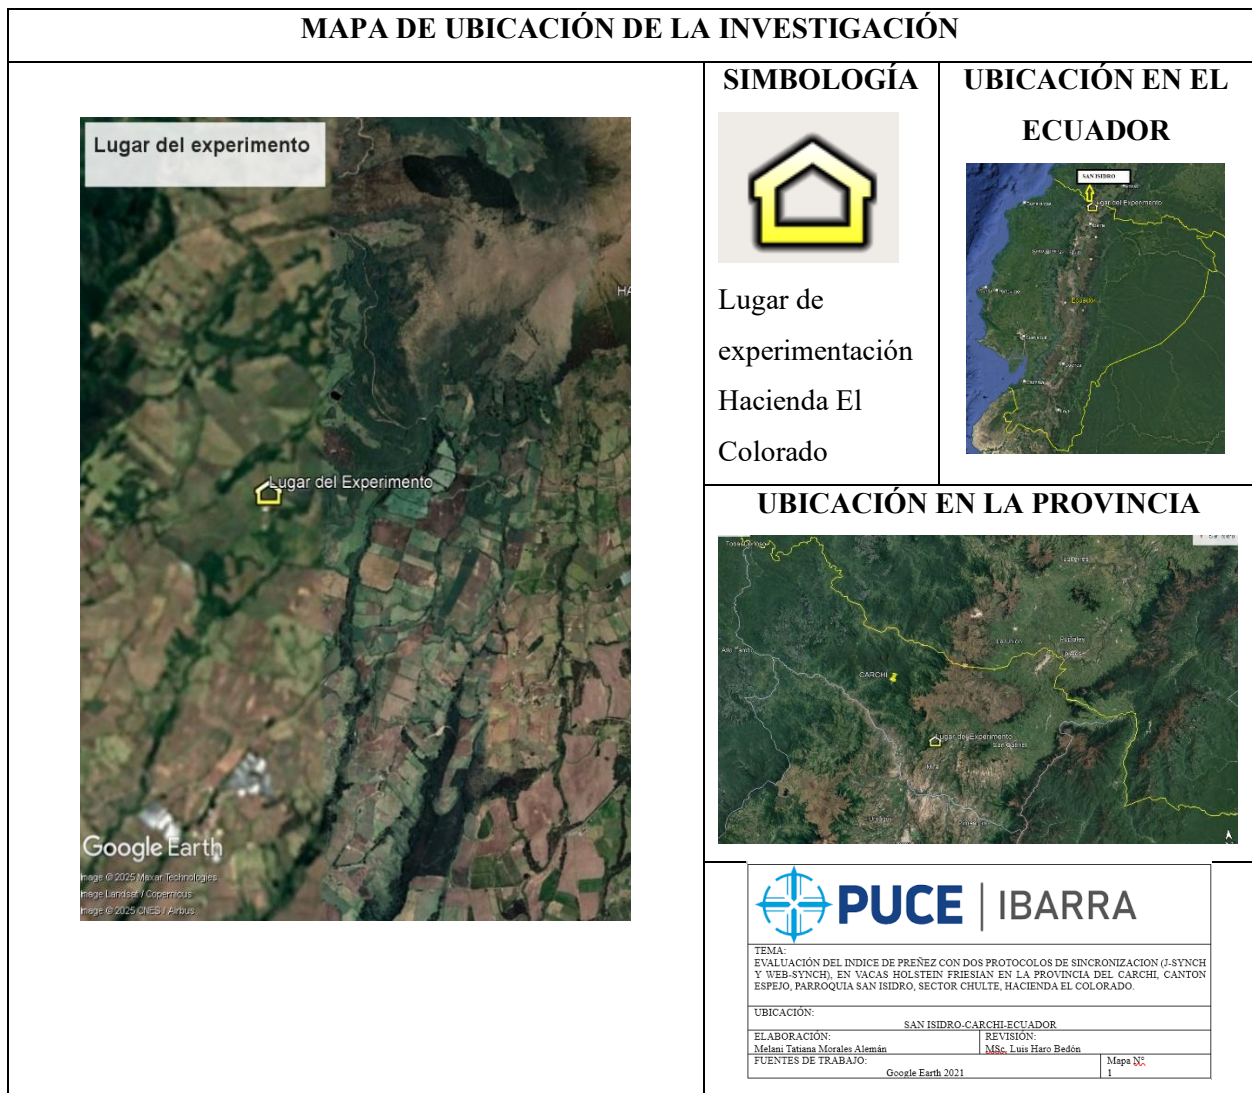 MAPA DE UBICACIÓN DE LA INVESTIGACIÓN
Lugar del experimento
Lugar del Experimento
HA
Google Earth
Image © 2025 Maxar Technologies
Image Landsat / Copernicus
Image © 2025 CNES / Airbus
SIMBOLOGÍA
Lugar de
experimentación
Hacienda El
Colorado
UBICACIÓN EN EL
ECUADOR
SAN ISIDRO
Lugar del Experimento
Ecuador
UBICACIÓN EN LA PROVINCIA
CARCHI
Lugar del Experimento
San Gabriel
Mira
PUCE | IBARRA
TEMA:
EVALUACIÓN DEL INDICE DE PREÑEZ CON DOS PROTOCOLOS DE SINCRONIZACION (J-SYNCH
Y WEB-SYNCH), EN VACAS HOLSTEIN FRIESIAN EN LA PROVINCIA DEL CARCHI, CANTON
ESPEJO, PARROQUIA SAN ISIDRO, SECTOR CHULTE, HACIENDA EL COLORADO.
UBICACIÓN:
SAN ISIDRO-CARCHI-ECUADOR
ELABORACIÓN:
Melani Tatiana Morales Alemán
REVISIÓN:
MSc. Luis Haro Bedón
FUENTES DE TRABAJO:
Google Earth 2021
Mapa N°
1